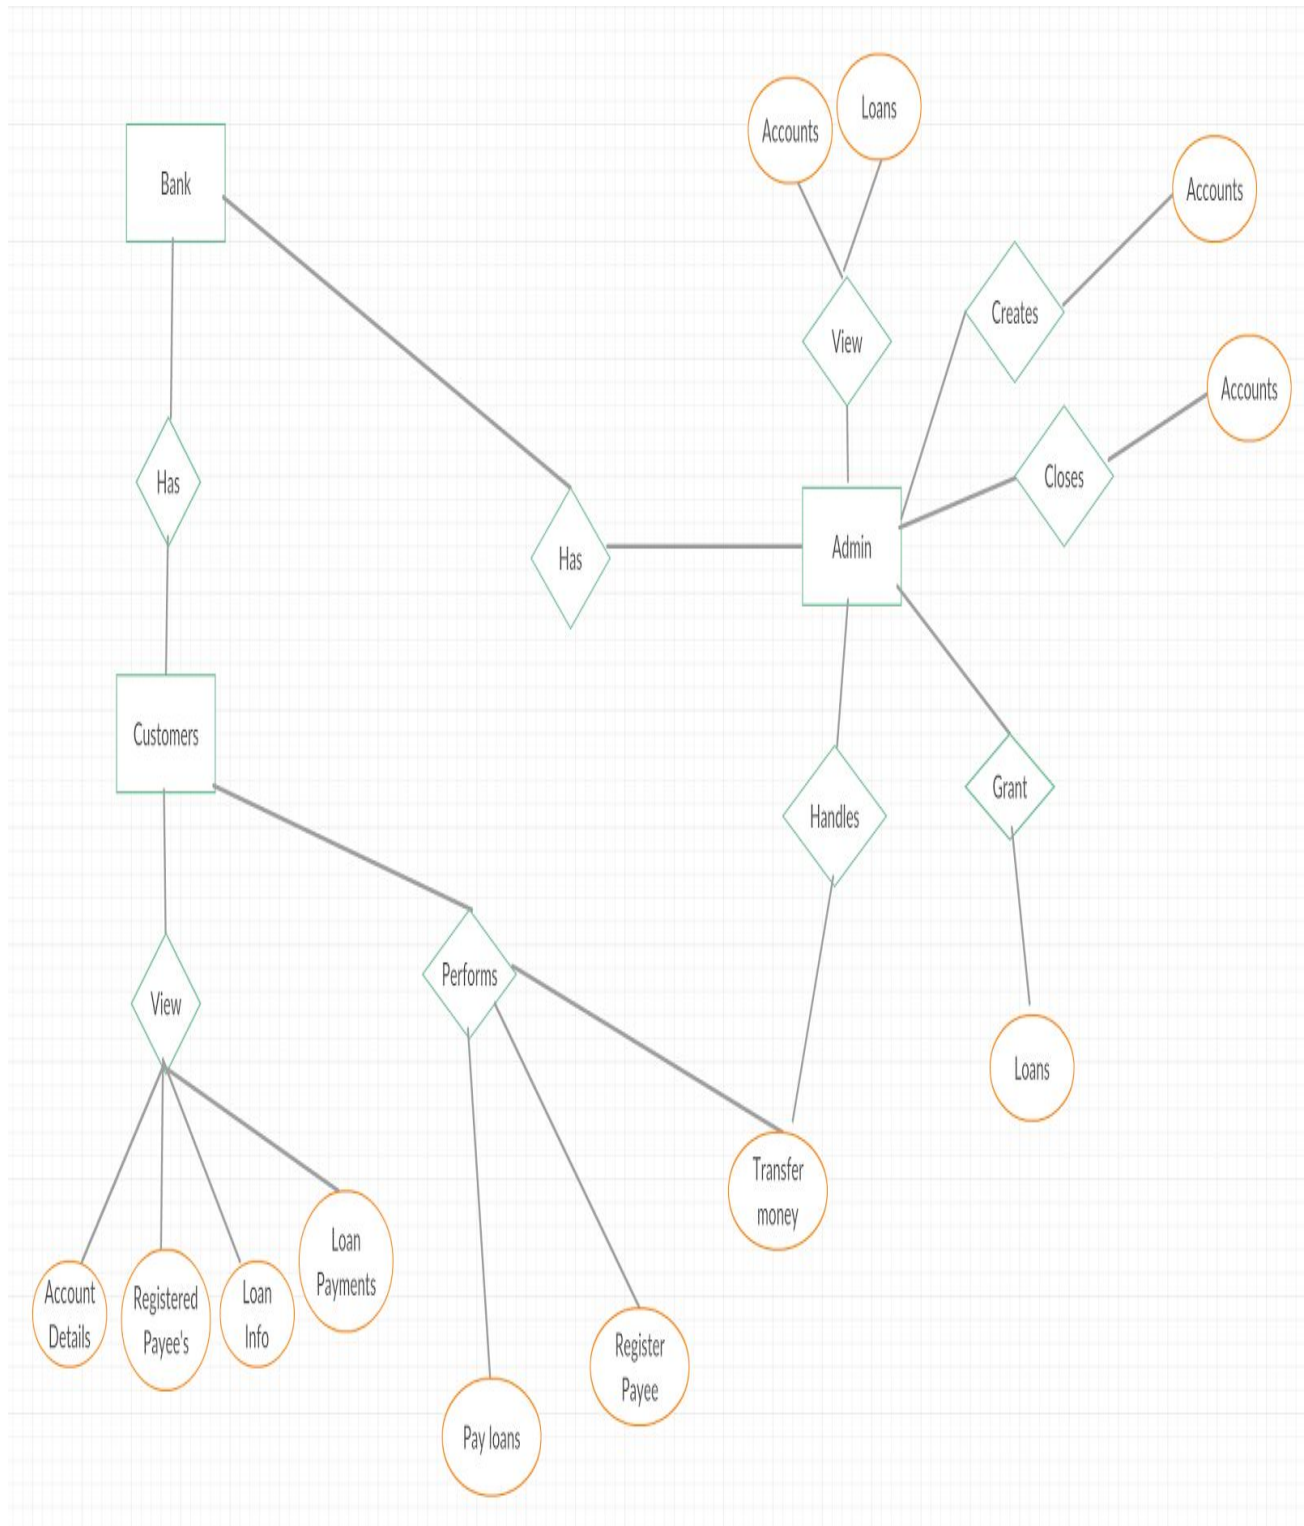 Loans
Accounts
Bank
Accounts
Creates
View
Accounts
Closes
Has
Admin
Has
Customers
Grant
Handles
Performs
View
Loans
Transfer
money
Loan
Payments
Account
Details
Registered
Payee's
Loan
Info
Register
Payee
Pay loans